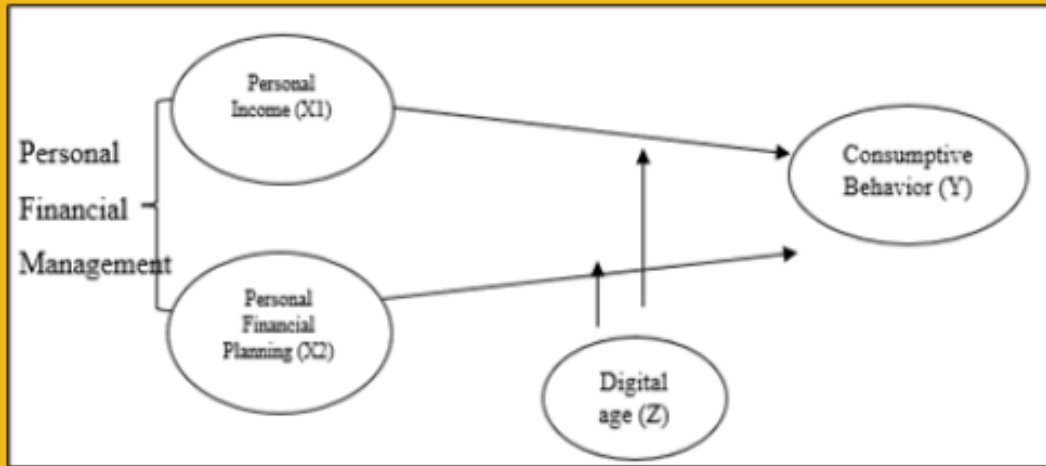 Personal
Financial
Management
Personal
Income (X1)
Personal
Financial
Planning (X2)
Digital
age (Z)
Consumptive
Behavior (Y)